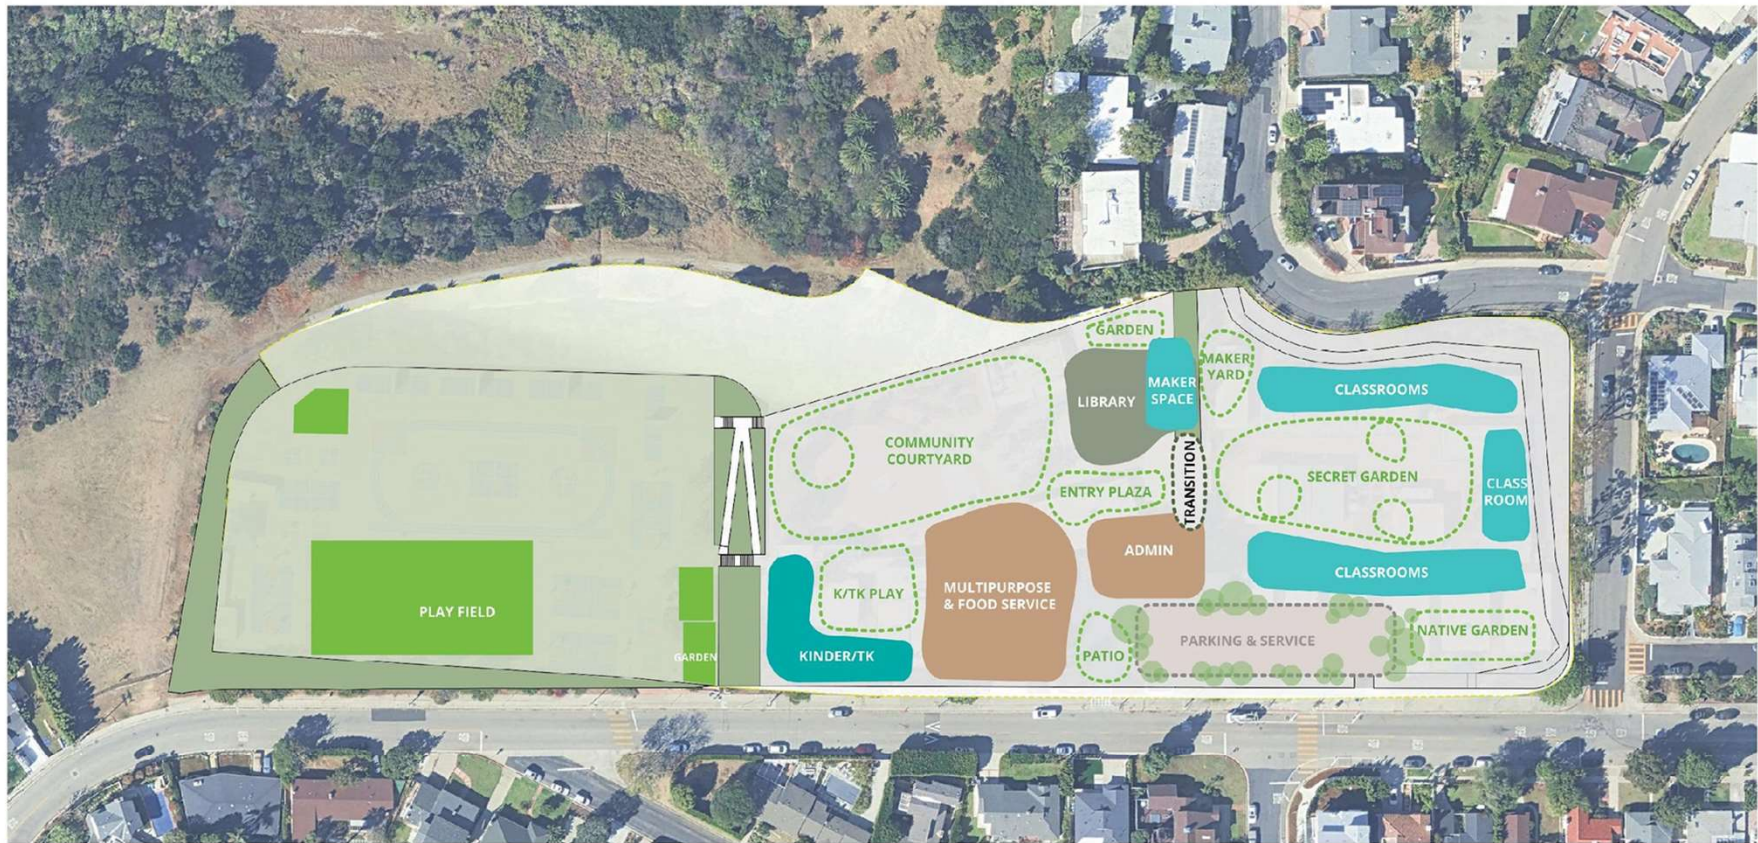 GARDEN
MAKER
YARD
MAKER
SPACE
LIBRARY
CLASSROOMS
COMMUNITY
COURTYARD
TRANSITION
SECRET GARDEN
CLASS
ROOM
ENTRY PLAZA
ADMIN
CLASSROOMS
MULTIPURPOSE
& FOOD SERVICE
K/TK PLAY
PLAY FIELD
NATIVE GARDEN
PARKING & SERVICE
PATIO
KINDER/TK
GARDEN